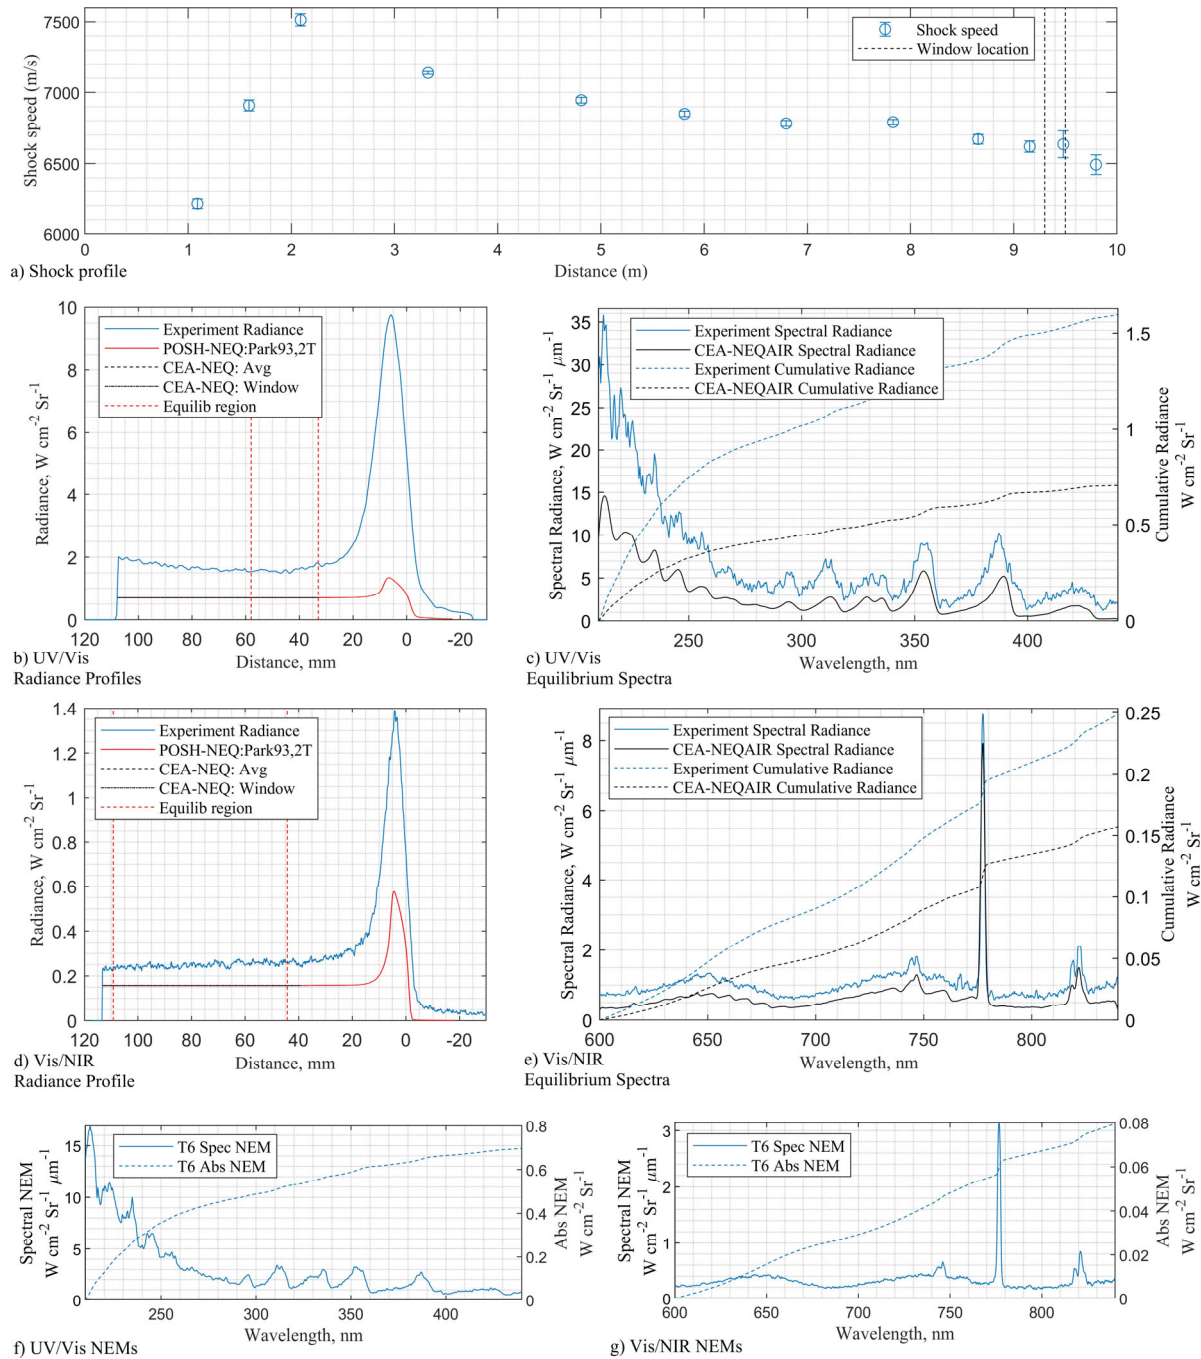 7500
7000
6500
6000
Shock speed (m/s)
Shock speed
Window location
0 1 2 3 4 5 6 7 8 9 10
a) Shock profile
Distance (m)
10
8
6
4
2
0
Radiance, W cm-2 Sr-1
Experiment Radiance
POSH-NEQ:Park93,2T
CEA-NEQ: Avg
CEA-NEQ: Window
Equilib region
120 100 80 60 40 20 0 -20
Distance, mm
b) UV/Vis
Radiance Profiles
35
30
25
20
15
10
5
0
Spectral Radiance, W cm-2 Sr-1 μm-1
Experiment Spectral Radiance
CEA-NEQAIR Spectral Radiance
Experiment Cumulative Radiance
CEA-NEQAIR Cumulative Radiance
1.5
1
0.5
0
Cumulative Radiance
W cm-2 Sr-1
250 300 350 400
Wavelength, nm
c) UV/Vis
Equilibrium Spectra
1.4
1.2
1
0.8
0.6
0.4
0.2
0
Radiance, W cm-2 Sr-1
Experiment Radiance
POSH-NEQ:Park93,2T
CEA-NEQ: Avg
CEA-NEQ: Window
Equilib region
120 100 80 60 40 20 0 -20
Distance, mm
d) Vis/NIR
Radiance Profile
8
6
4
2
0
Spectral Radiance, W cm-2 Sr-1 μm-1
Experiment Spectral Radiance
CEA-NEQAIR Spectral Radiance
Experiment Cumulative Radiance
CEA-NEQAIR Cumulative Radiance
0.25
0.2
0.15
0.1
0.05
0
Cumulative Radiance
W cm-2 Sr-1
600 650 700 750 800
Wavelength, nm
e) Vis/NIR
Equilibrium Spectra
15
10
5
0
Spectral NEM
W cm-2 Sr-1 μm-1
T6 Spec NEM
T6 Abs NEM
0.8
0.6
0.4
0.2
0
Abs NEM
W cm-2 Sr-1
250 300 350 400
Wavelength, nm
f) UV/Vis NEMs
3
2
1
0
Spectral NEM
W cm-2 Sr-1 μm-1
T6 Spec NEM
T6 Abs NEM
0.08
0.06
0.04
0.02
0
Abs NEM
W cm-2 Sr-1
600 650 700 750 800
Wavelength, nm
g) Vis/NIR NEMs